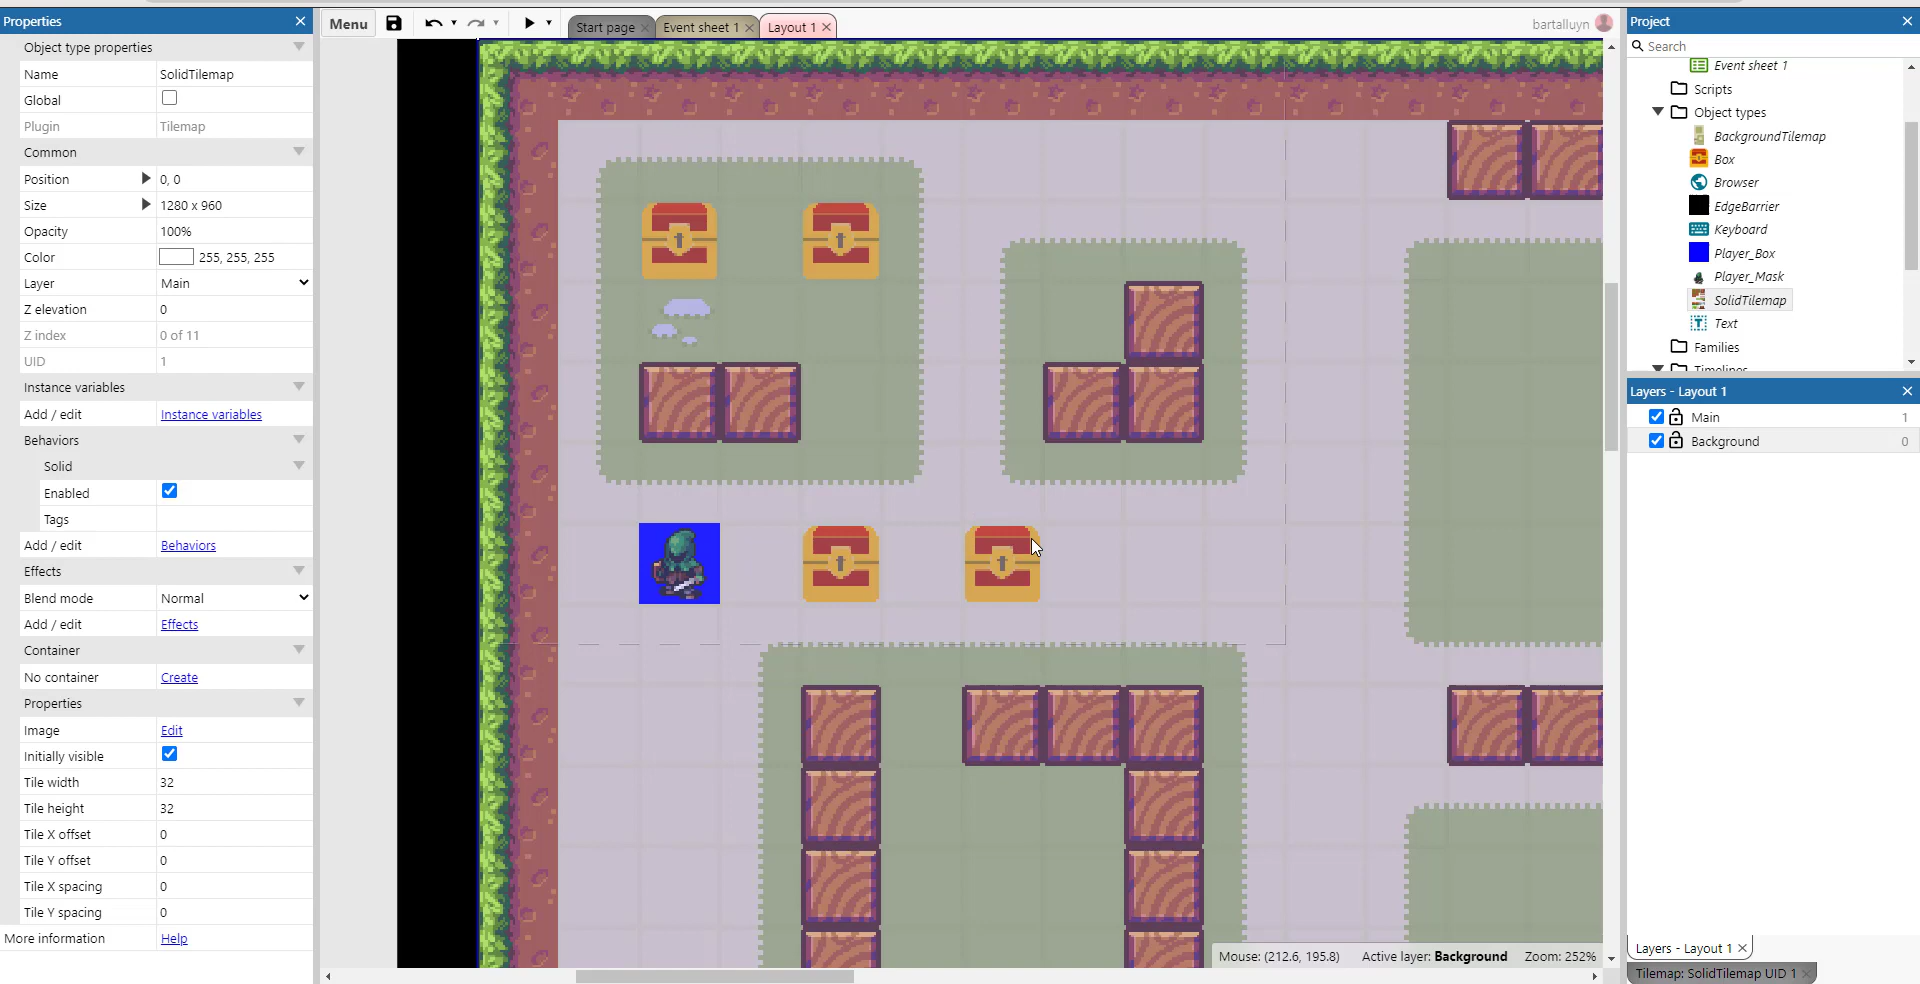 Properties
Object type properties
Name SolidTilemap
Global
Plugin Tilemap
Common
Position 0, 0
Size 1280 x 960
Opacity 100%
Color 255, 255, 255
Layer Main
Z elevation 0
Z index 0 of 11
UID 1
Instance variables
Add / edit Instance variables
Behaviors
Solid
Enabled
Tags
Add / edit Behaviors
Effects
Blend mode Normal
Add / edit Effects
Container
No container Create
Properties
Image Edit
Initially visible
Tile width 32
Tile height 32
Tile X offset 0
Tile Y offset 0
Tile X spacing 0
Tile Y spacing 0
More information Help
Menu
Start page
Event sheet 1
Layout 1
bartalluyn
Mouse: (212.6, 195.8) Active layer: Background Zoom: 252%
Project
Search
Event sheet 1
Scripts
Object types
BackgroundTilemap
Box
Browser
EdgeBarrier
Keyboard
Player_Box
Player_Mask
SolidTilemap
Text
Families
Timelines
Layers - Layout 1
Main 1
Background 0
Layers - Layout 1
Tilemap: SolidTilemap UID 1